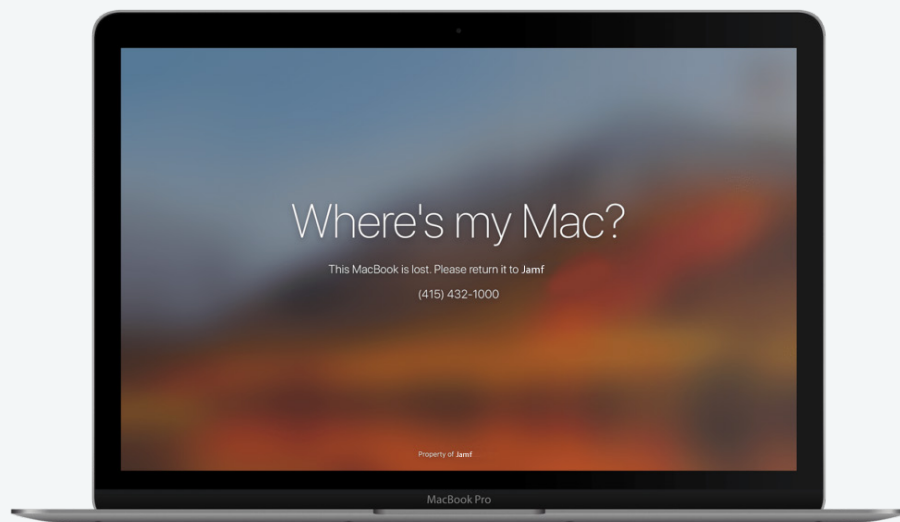 Where's my Mac?
This MacBook is lost. Please return it to Jamf
(415) 432-1000
Property of Jamf
MacBook Pro